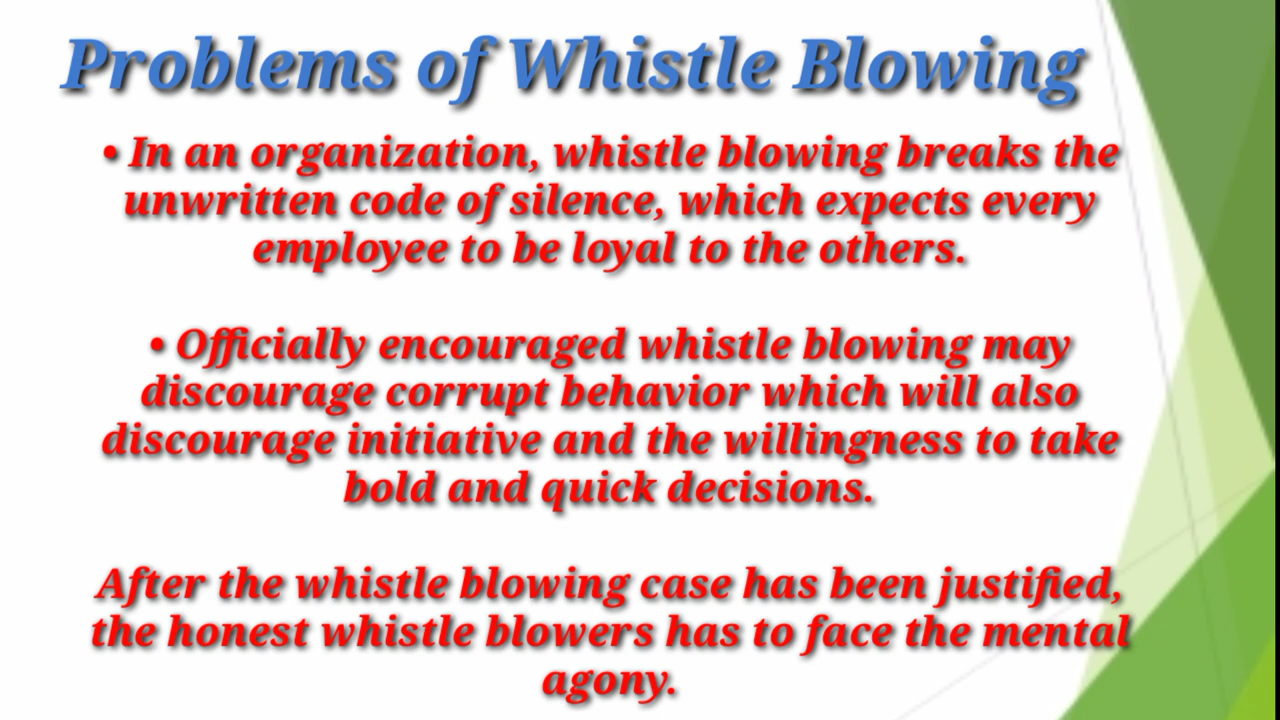 Problems of Whistle Blowing
• In an organization, whistle blowing breaks the
unwritten code of silence, which expects every
employee to be loyal to the others.
• Officially encouraged whistle blowing may
discourage corrupt behavior which will also
discourage initiative and the willingness to take
bold and quick decisions.
After the whistle blowing case has been justified,
the honest whistle blowers has to face the mental
agony.